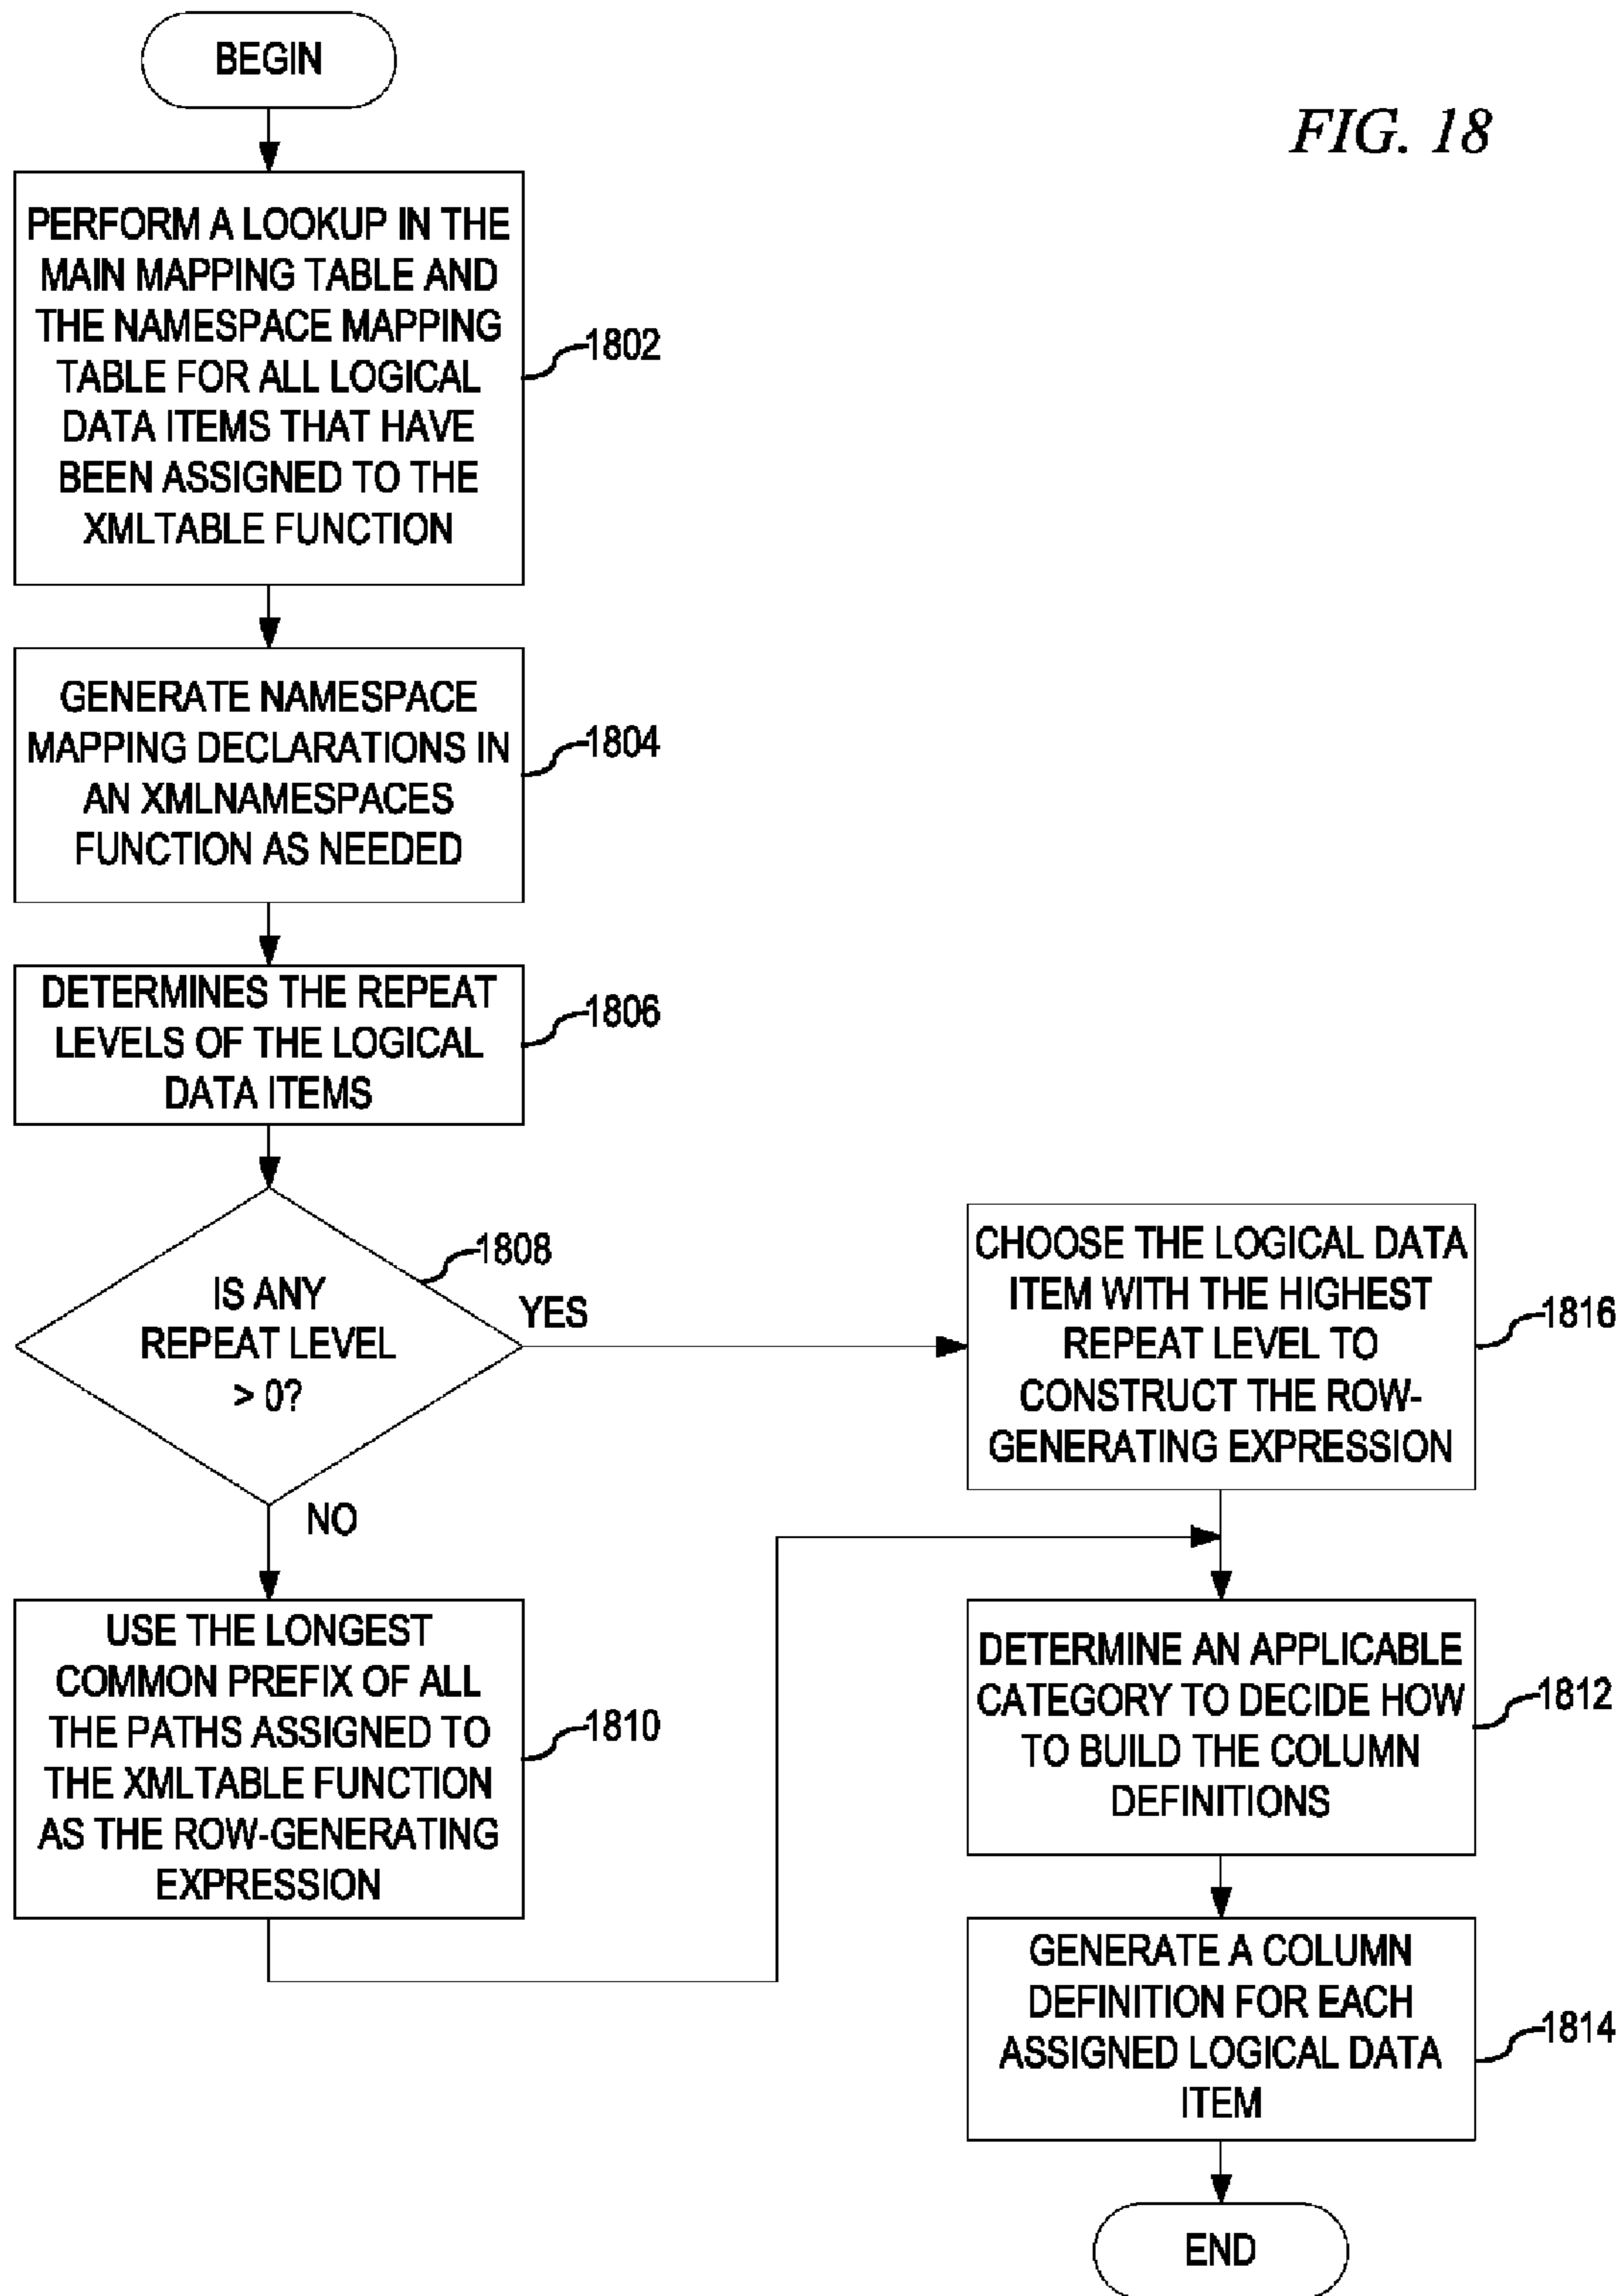 BEGIN
FIG. 18
PERFORM A LOOKUP IN THE
MAIN MAPPING TABLE AND
THE NAMESPACE MAPPING
TABLE FOR ALL LOGICAL
DATA ITEMS THAT HAVE
BEEN ASSIGNED TO THE
XMLTABLE FUNCTION
1802
GENERATE NAMESPACE
MAPPING DECLARATIONS IN
AN XMLNAMESPACES
FUNCTION AS NEEDED
1804
DETERMINES THE REPEAT
LEVELS OF THE LOGICAL
DATA ITEMS
1806
IS ANY
REPEAT LEVEL
> 0?
1808
YES
NO
USE THE LONGEST
COMMON PREFIX OF ALL
THE PATHS ASSIGNED TO
THE XMLTABLE FUNCTION
AS THE ROW-GENERATING
EXPRESSION
1810
CHOOSE THE LOGICAL DATA
ITEM WITH THE HIGHEST
REPEAT LEVEL TO
CONSTRUCT THE ROW-
GENERATING EXPRESSION
1816
DETERMINE AN APPLICABLE
CATEGORY TO DECIDE HOW
TO BUILD THE COLUMN
DEFINITIONS
1812
GENERATE A COLUMN
DEFINITION FOR EACH
ASSIGNED LOGICAL DATA
ITEM
1814
END